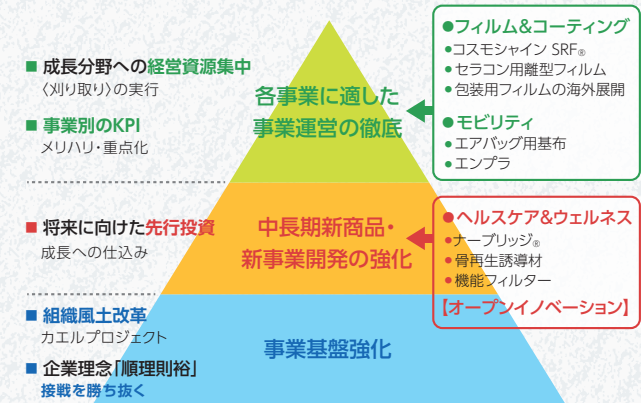 ■ 成長分野への経営資源集中
〈刈り取り〉の実行
■ 事業別のKPI
メリハリ・重点化
各事業に適した
事業運営の徹底
●フィルム&コーティング
●コスモシャイン SRF®
●セラコン用離型フィルム
●包装用フィルムの海外展開
●モビリティ
●エアバッグ用基布
●エンプラ
■ 将来に向けた先行投資
成長への仕込み
中長期新商品・
新事業開発の強化
●ヘルスケア&ウェルネス
●ナーブリッジ®
●骨再生誘導材
●機能フィルター
【オープンイノベーション】
■ 組織風土改革
カエルプロジェクト
■ 企業理念「順理則裕」
接戦を勝ち抜く
事業基盤強化